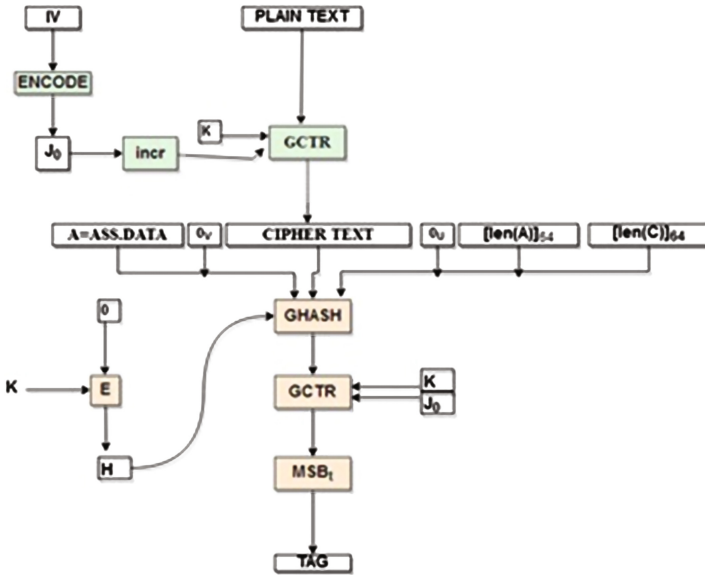 IV
PLAIN TEXT
ENCODE
K
J₀
incr
GCTR
A=ASS.DATA
0ᵥ
CIPHER TEXT
0ᵤ
[len(A)]₆₄
[len(C)]₆₄
0
GHASH
K
E
GCTR
K
J₀
H
MSBₜ
TAG